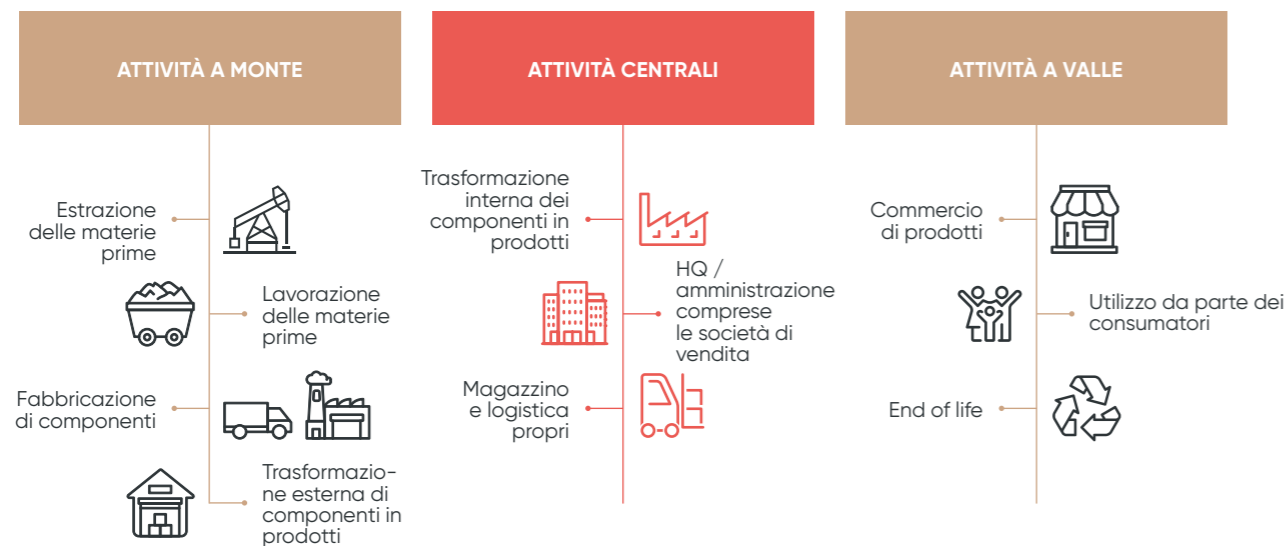 ATTIVITÀ A MONTE
Estrazione
delle materie
prime
Lavorazione
delle materie
prime
Fabbricazione
di componenti
Trasformazio-
ne esterna di
componenti in
prodotti
ATTIVITÀ CENTRALI
Trasformazione
interna dei
componenti in
prodotti
HQ /
amministrazione
comprese
le società di
vendita
Magazzino
e logistica
propri
ATTIVITÀ A VALLE
Commercio
di prodotti
Utilizzo da parte dei
consumatori
End of life